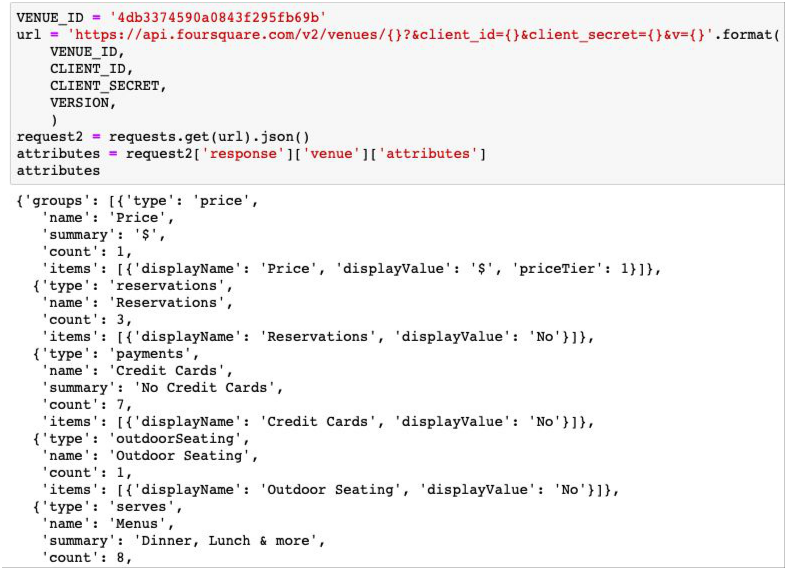 VENUE_ID = '4db3374590a0843f295fb69b'
url = 'https://api.foursquare.com/v2/venues/{}?&client_id={}&client_secret={}&v={}'.format(
    VENUE_ID,
    CLIENT_ID,
    CLIENT_SECRET,
    VERSION,
    )
request2 = requests.get(url).json()
attributes = request2['response']['venue']['attributes']
attributes
{'groups': [{'type': 'price',
   'name': 'Price',
   'summary': '$',
   'count': 1,
   'items': [{'displayName': 'Price', 'displayValue': '$', 'priceTier': 1}]},
  {'type': 'reservations',
   'name': 'Reservations',
   'count': 3,
   'items': [{'displayName': 'Reservations', 'displayValue': 'No'}]},
  {'type': 'payments',
   'name': 'Credit Cards',
   'summary': 'No Credit Cards',
   'count': 7,
   'items': [{'displayName': 'Credit Cards', 'displayValue': 'No'}]},
  {'type': 'outdoorSeating',
   'name': 'Outdoor Seating',
   'count': 1,
   'items': [{'displayName': 'Outdoor Seating', 'displayValue': 'No'}]},
  {'type': 'serves',
   'name': 'Menus',
   'summary': 'Dinner, Lunch & more',
   'count': 8,